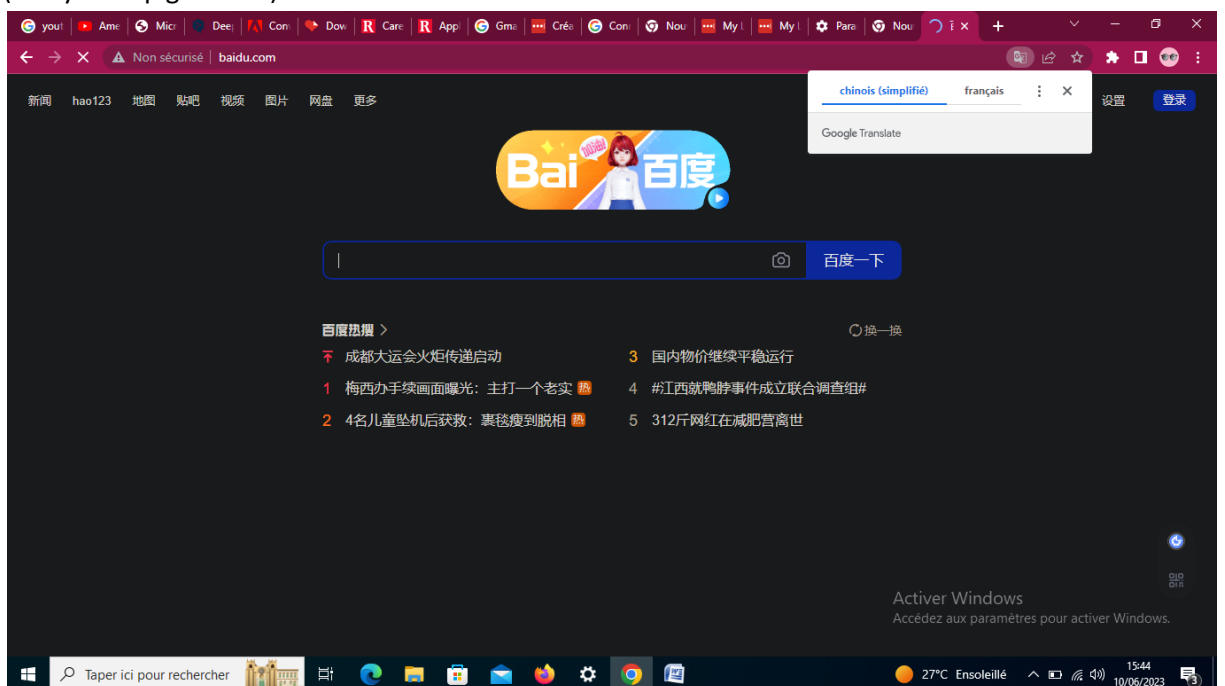 yout Ame Micr Deep Com Dow Care Appl Gma Créa Conn Nou My l My l Para Nou
Non sécurisé baidu.com
新闻 hao123 地图 贴吧 视频 图片 网盘 更多
设置 登录
chinois (simplifié) français
Google Translate
Bai 加油! 百度
百度一下
百度热搜
换一换
成都大运会火炬传递启动
1 梅西办手续画面曝光：主打一个老实 热
2 4名儿童坠机后获救：裹毯瘦到脱相 热
3 国内物价继续平稳运行
4 #江西就鸭脖事件成立联合调查组#
5 312斤网红在减肥营离世
Activer Windows
Accédez aux paramètres pour activer Windows.
Taper ici pour rechercher
27°C Ensoleillé
15:44
10/06/2023
3